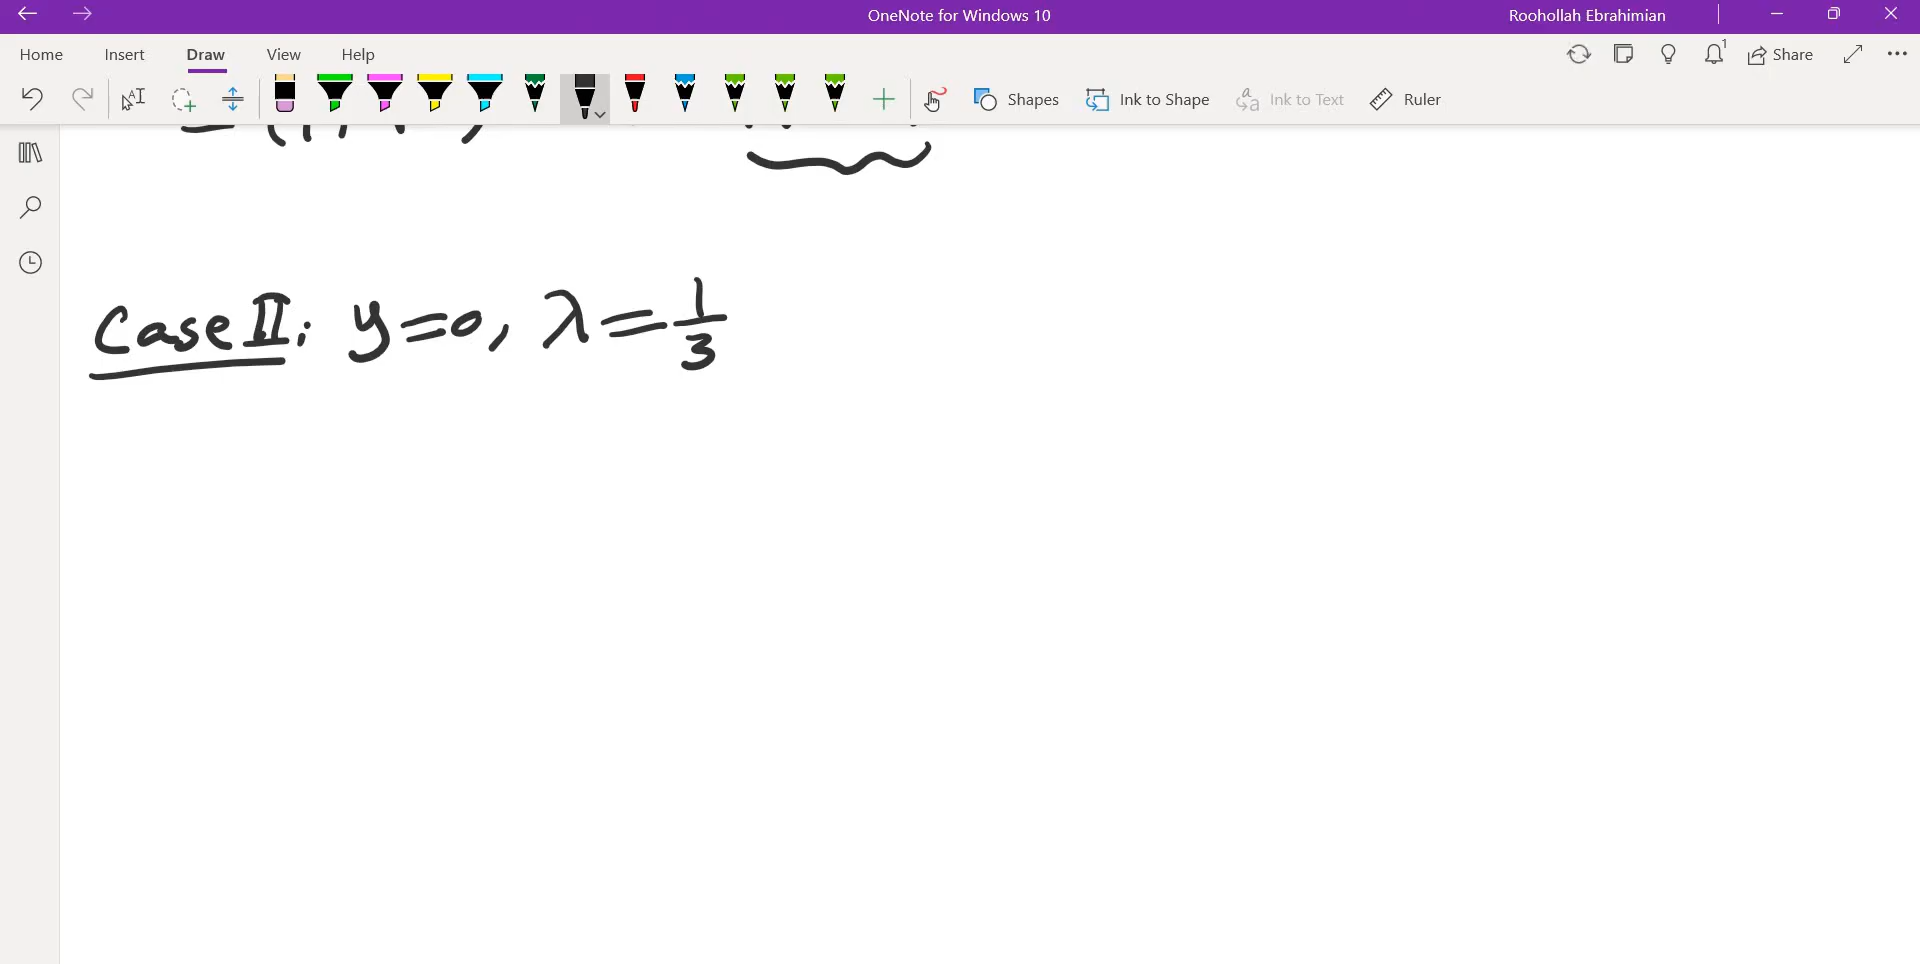 OneNote for Windows 10
Roohollah Ebrahimian
Home Insert Draw View Help
1
Share
Shapes
Ink to Shape
Ink to Text
Ruler
Case II: y=0, λ=1/3